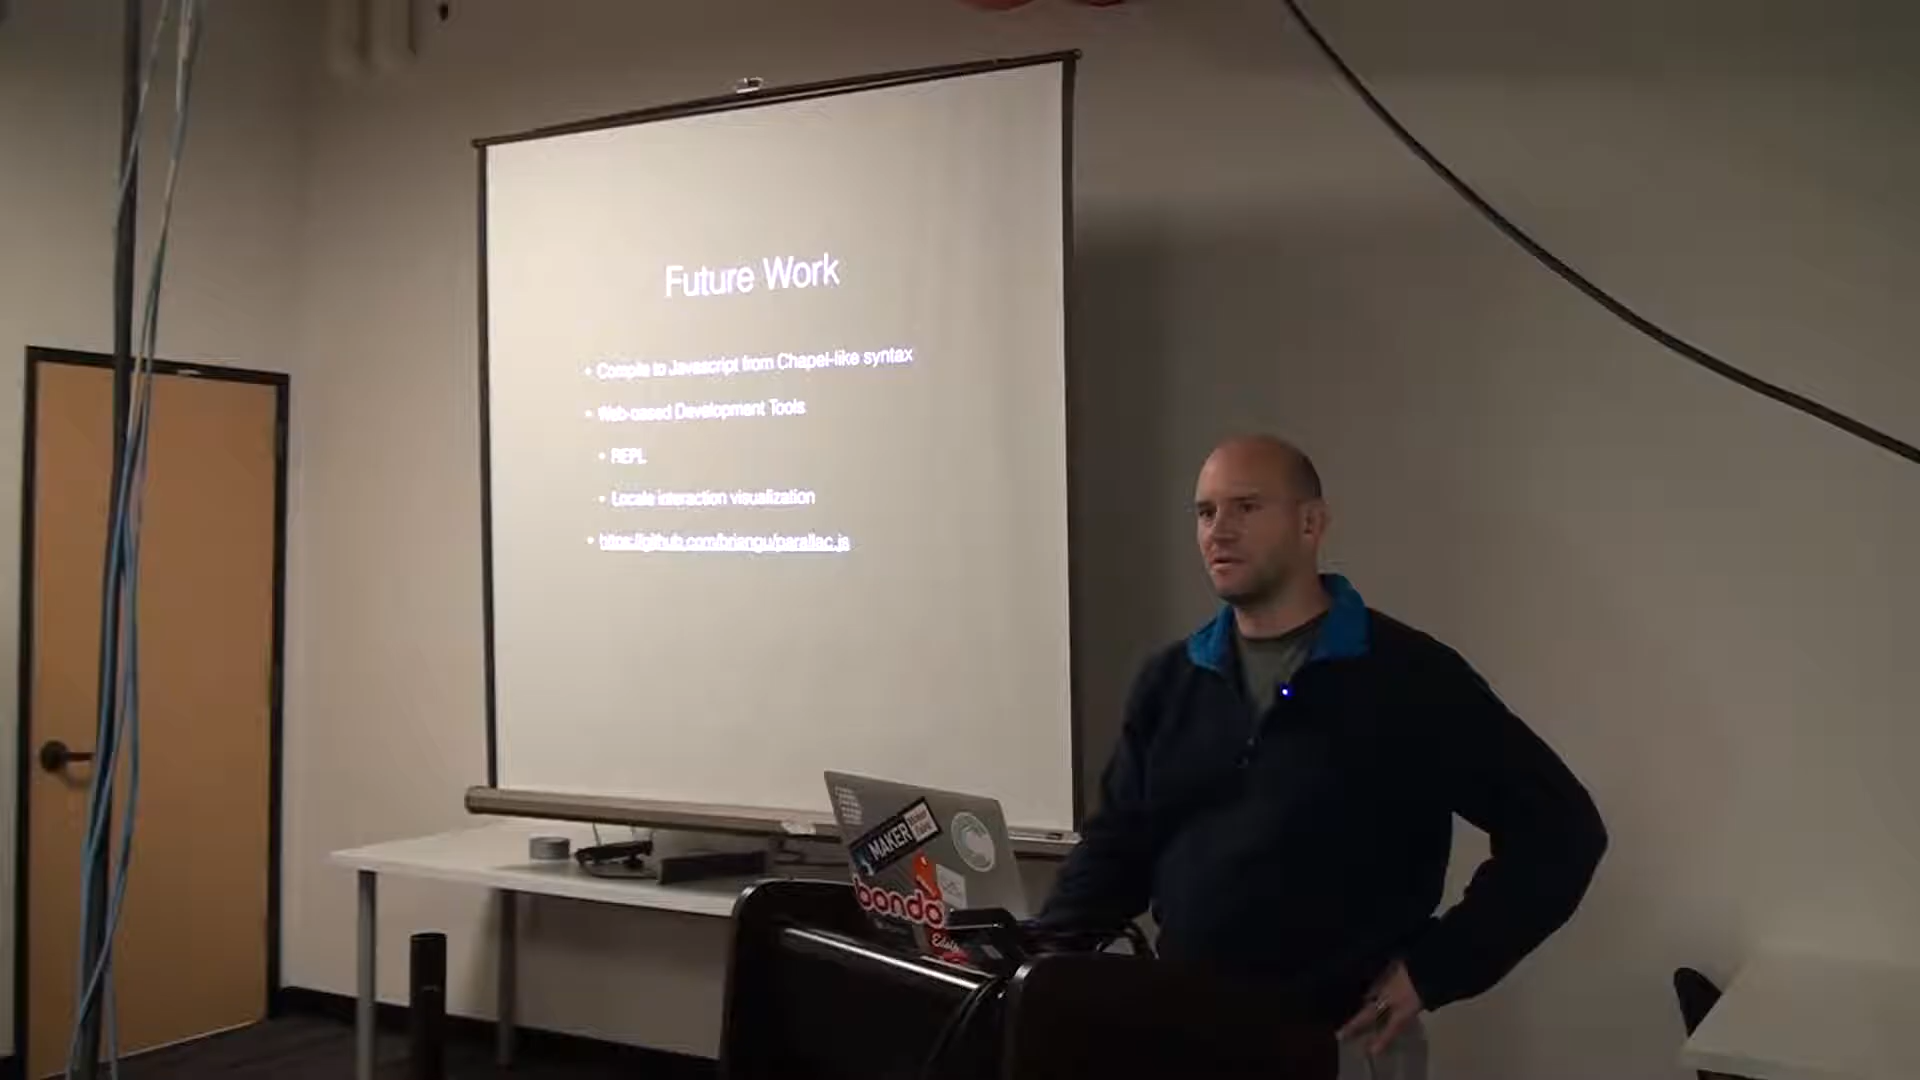 Future Work
• Compile to Javascript from Chapel-like syntax
• Web-based Development Tools
• REPL
• Locale interaction visualization
• https://github.com/briangu/parallac.js
MAKER
bondo